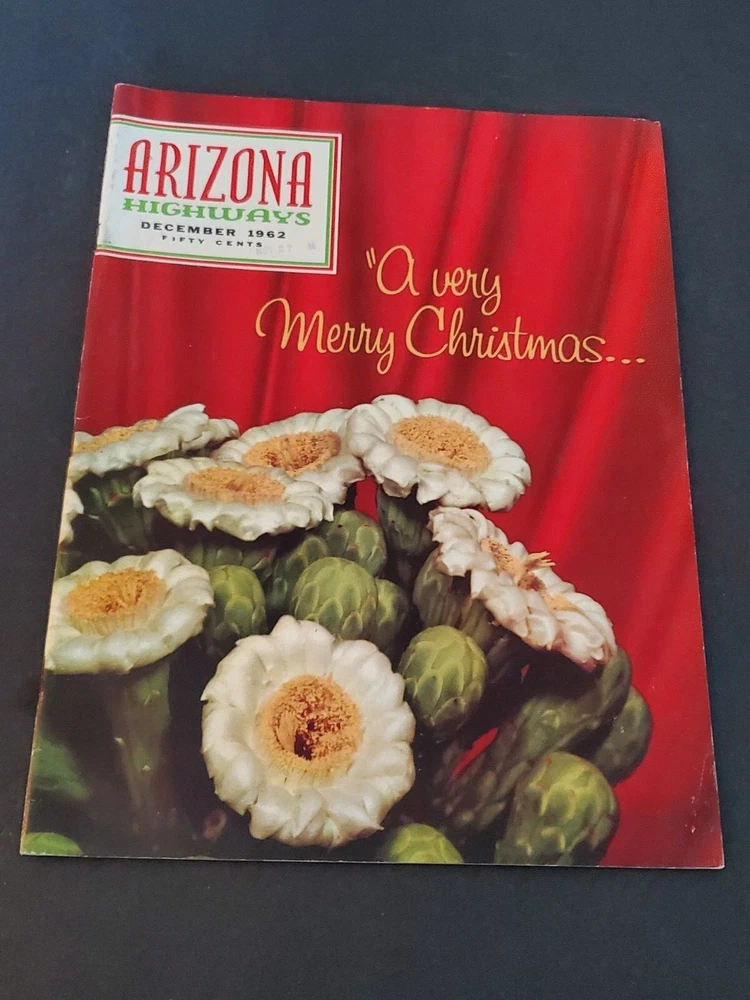 ARIZONA
HIGHWAYS
DECEMBER 1962
FIFTY CENTS
"A very
Merry Christmas...